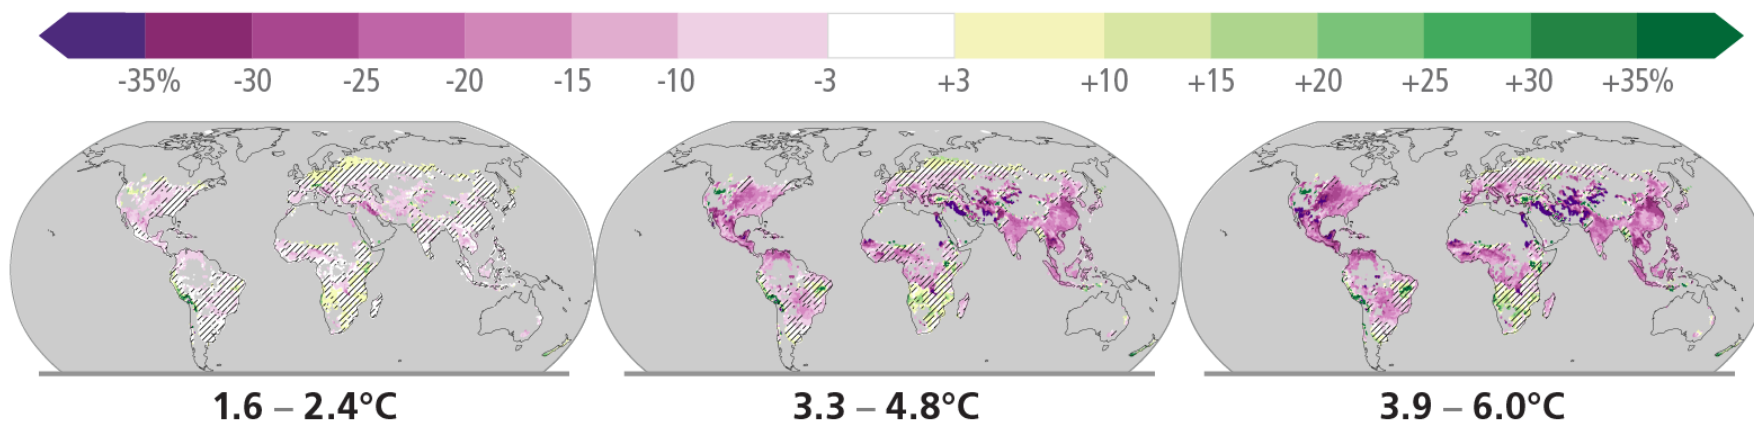 -35% -30 -25 -20 -15 -10 -3 +3 +10 +15 +20 +25 +30 +35%
1.6 – 2.4°C 3.3 – 4.8°C 3.9 – 6.0°C